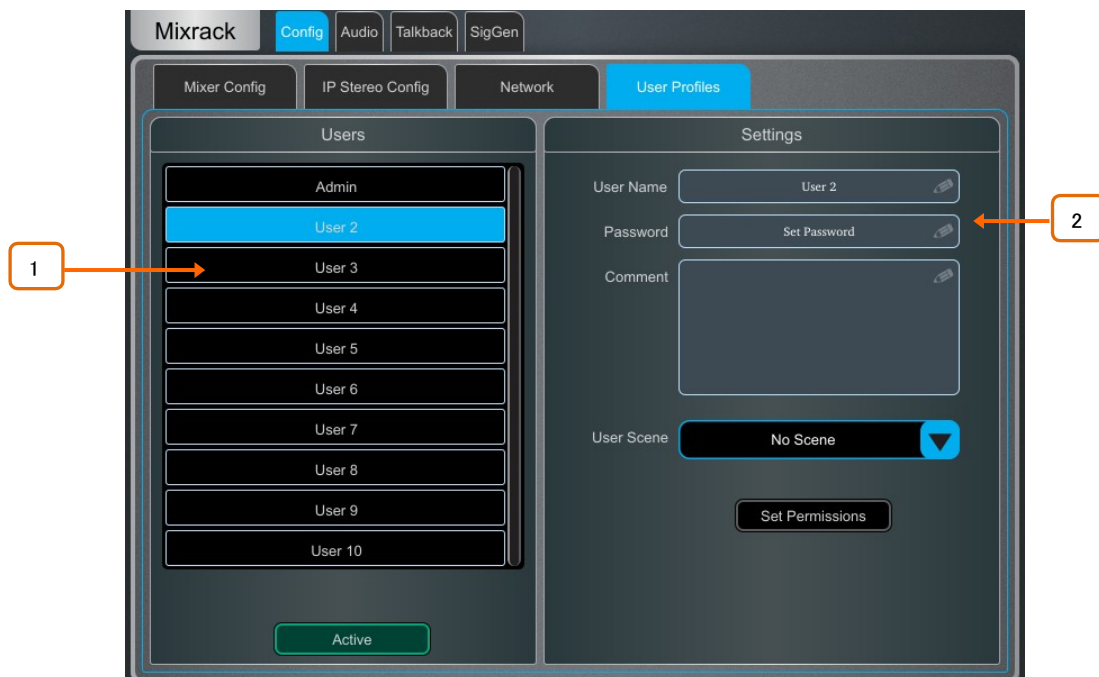 Mixrack
Config
Audio
Talkback
SigGen
Mixer Config
IP Stereo Config
Network
User Profiles
Users
Admin
User 2
User 3
User 4
User 5
User 6
User 7
User 8
User 9
User 10
Active
Settings
User Name
User 2
Password
Set Password
Comment
User Scene
No Scene
Set Permissions
1
2